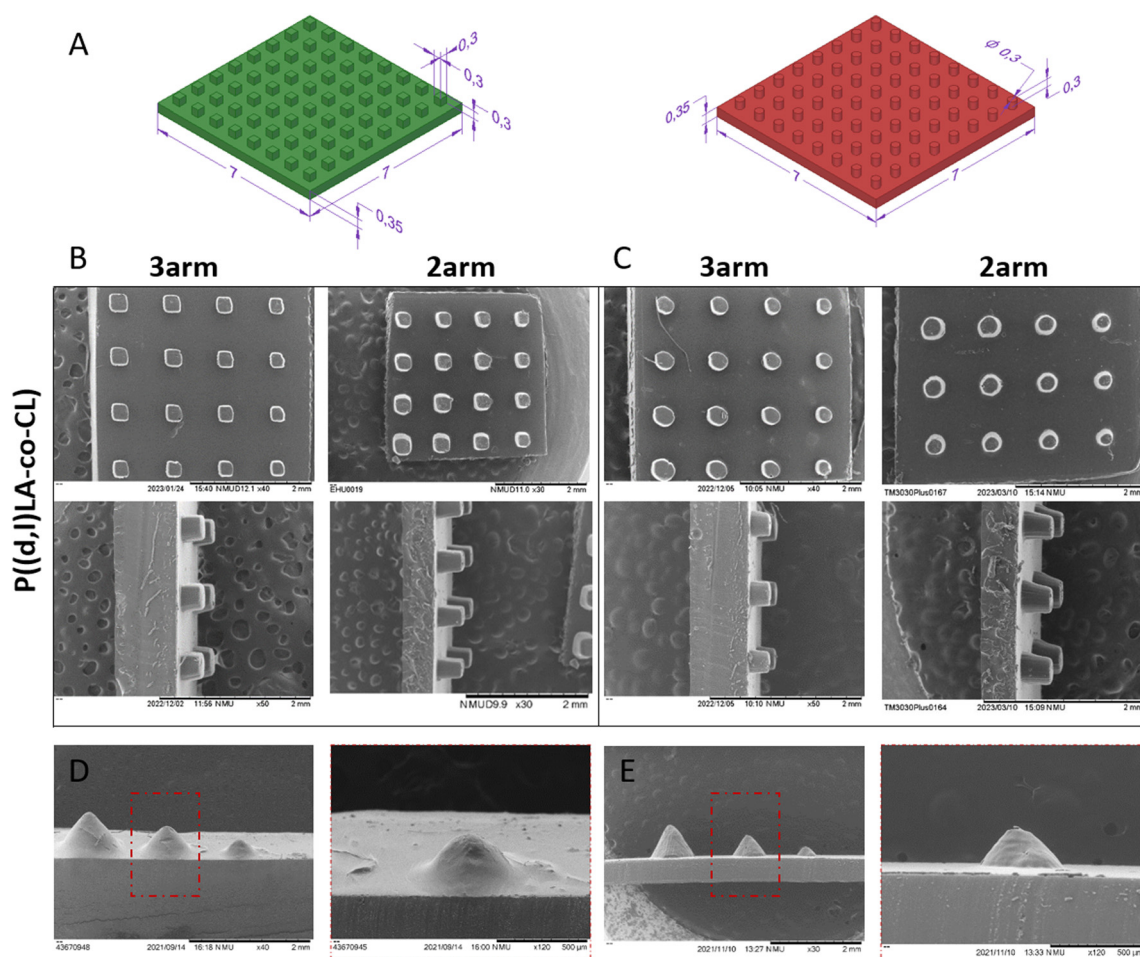 A
0,3
0,3
0,3
7
7
0,35
0,35
Ø 0,3
0,3
7
7
B
3arm
2arm
C
3arm
2arm
P((d,l)LA-co-CL)
2023/01/24 15:40 NMUD12.1 x40 2 mm
EHU0019 NMUD11.0 x30 2 mm
2022/12/05 10:05 NMU x40 2 mm
TM3030Plus0167 2023/03/10 15:14 NMU 2 mm
2022/12/02 11:56 NMU x50 2 mm
NMUD9.9 x30 2 mm
2022/12/05 10:10 NMU x50 2 mm
TM3030Plus0164 2023/03/10 15:09 NMU 2 mm
D
E
43670948 2021/09/14 16:18 NMU x40 2 mm
43670945 2021/09/14 16:00 NMU x120 500 µm
2021/11/10 13:27 NMU x30 2 mm
2021/11/10 13:33 NMU x120 500 µm